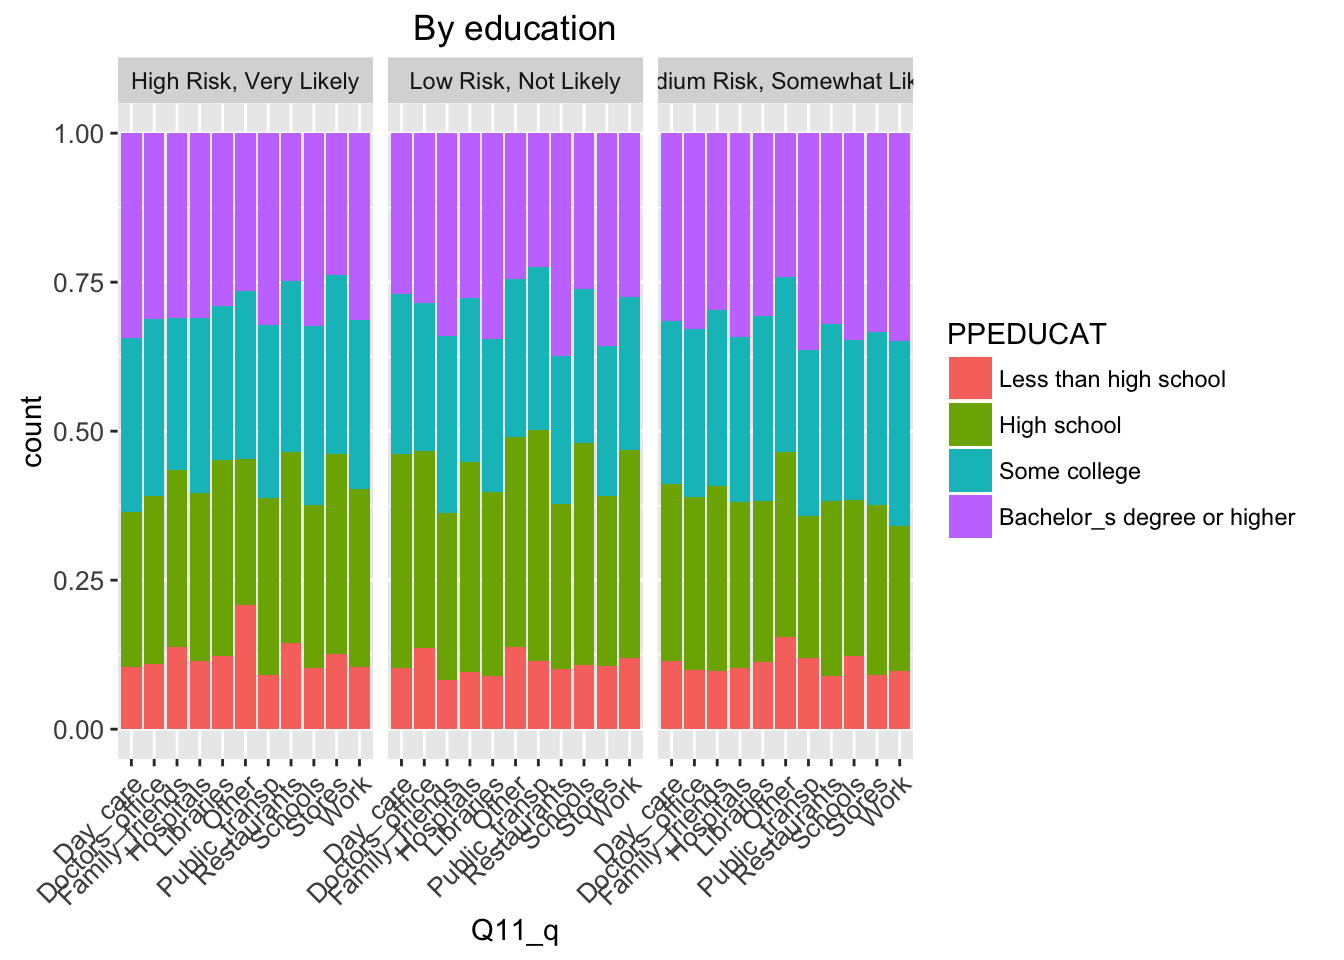 By education
High Risk, Very Likely
Low Risk, Not Likely
dium Risk, Somewhat Lik
1.00
0.75
0.50
0.25
0.00
count
Day_care
Doctors_office
Family_friends
Hospitals
Libraries
Other
Public_transp
Restaurants
Schools
Stores
Work
Day_care
Doctors_office
Family_friends
Hospitals
Libraries
Other
Public_transp
Restaurants
Schools
Stores
Work
Day_care
Doctors_office
Family_friends
Hospitals
Libraries
Other
Public_transp
Restaurants
Schools
Stores
Work
Q11_q
PPEDUCAT
Less than high school
High school
Some college
Bachelor_s degree or higher